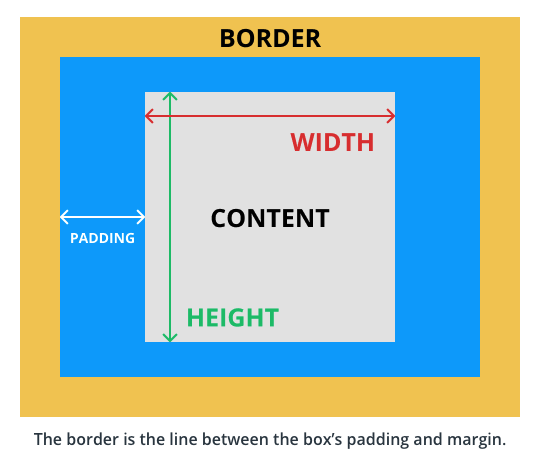 BORDER
WIDTH
CONTENT
PADDING
HEIGHT
The border is the line between the box’s padding and margin.